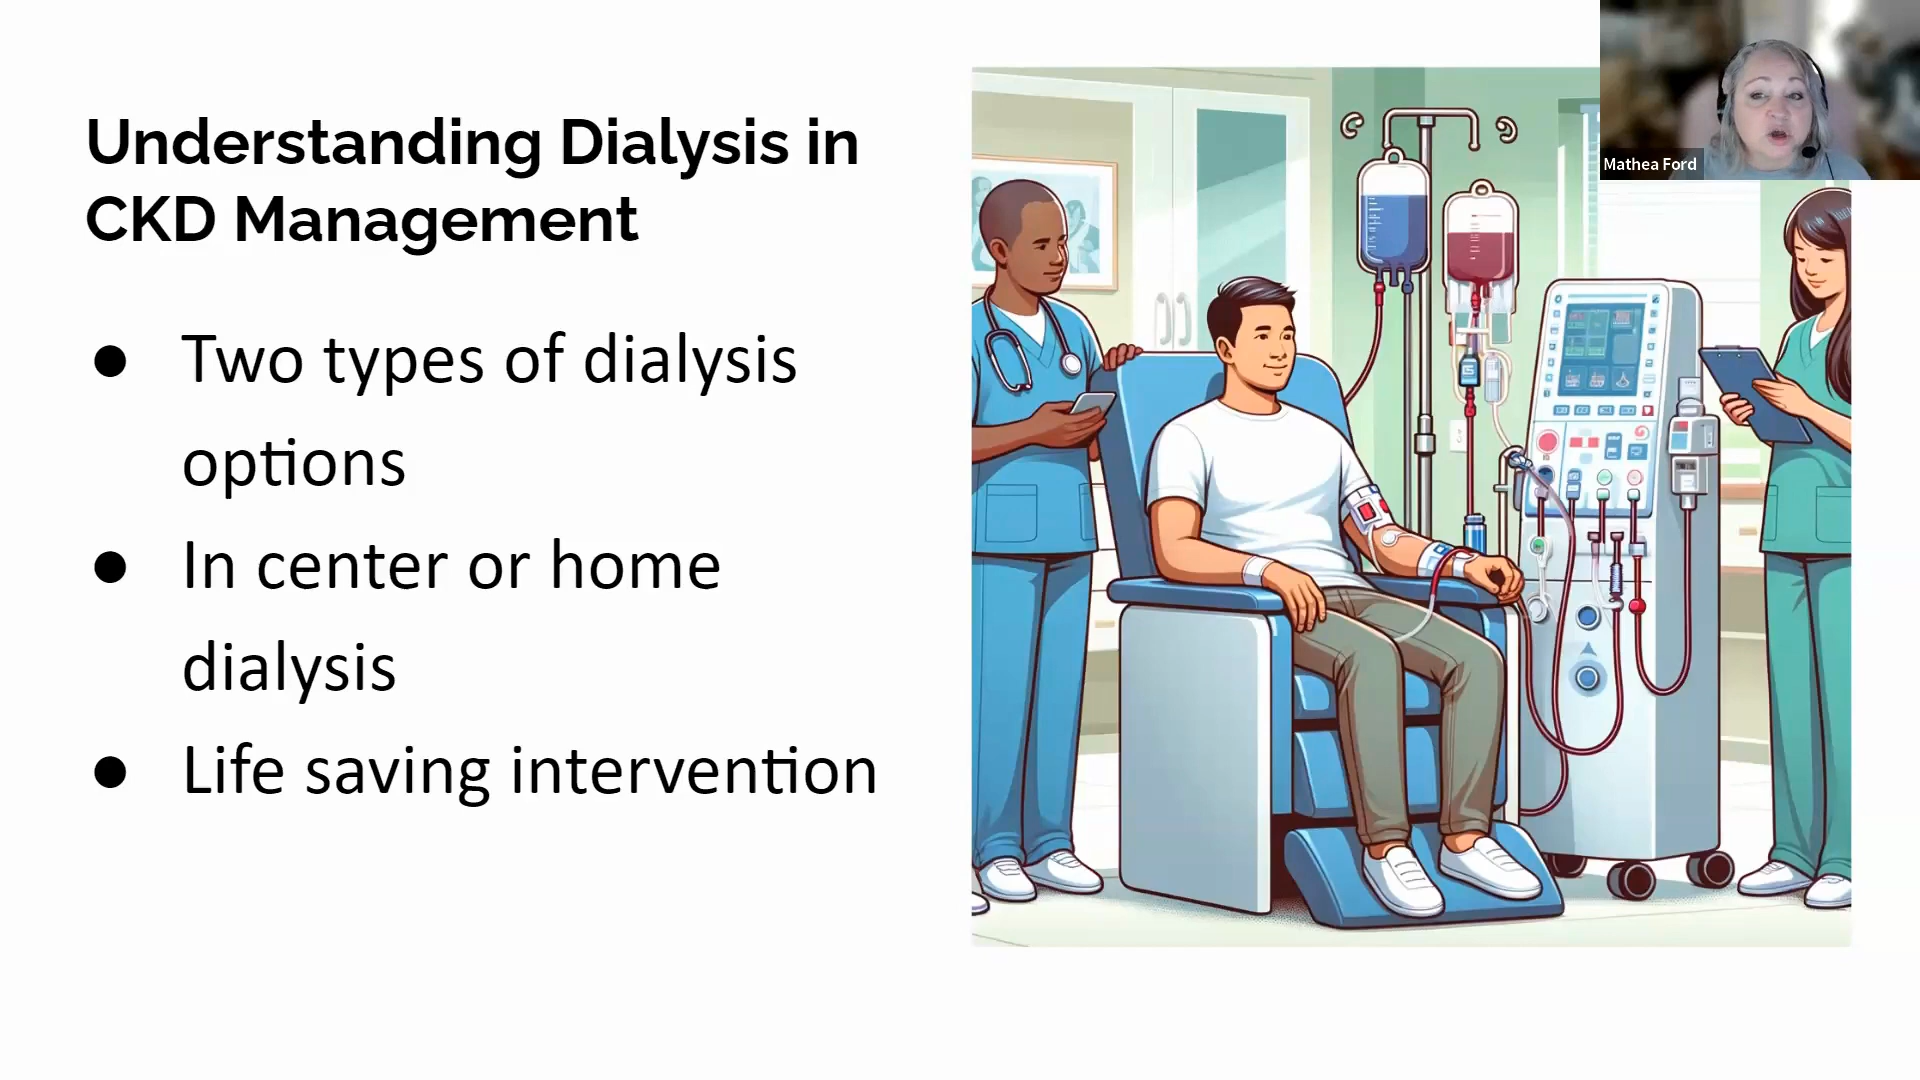 Understanding Dialysis in
CKD Management
● Two types of dialysis
options
● In center or home
dialysis
● Life saving intervention
Mathea Ford